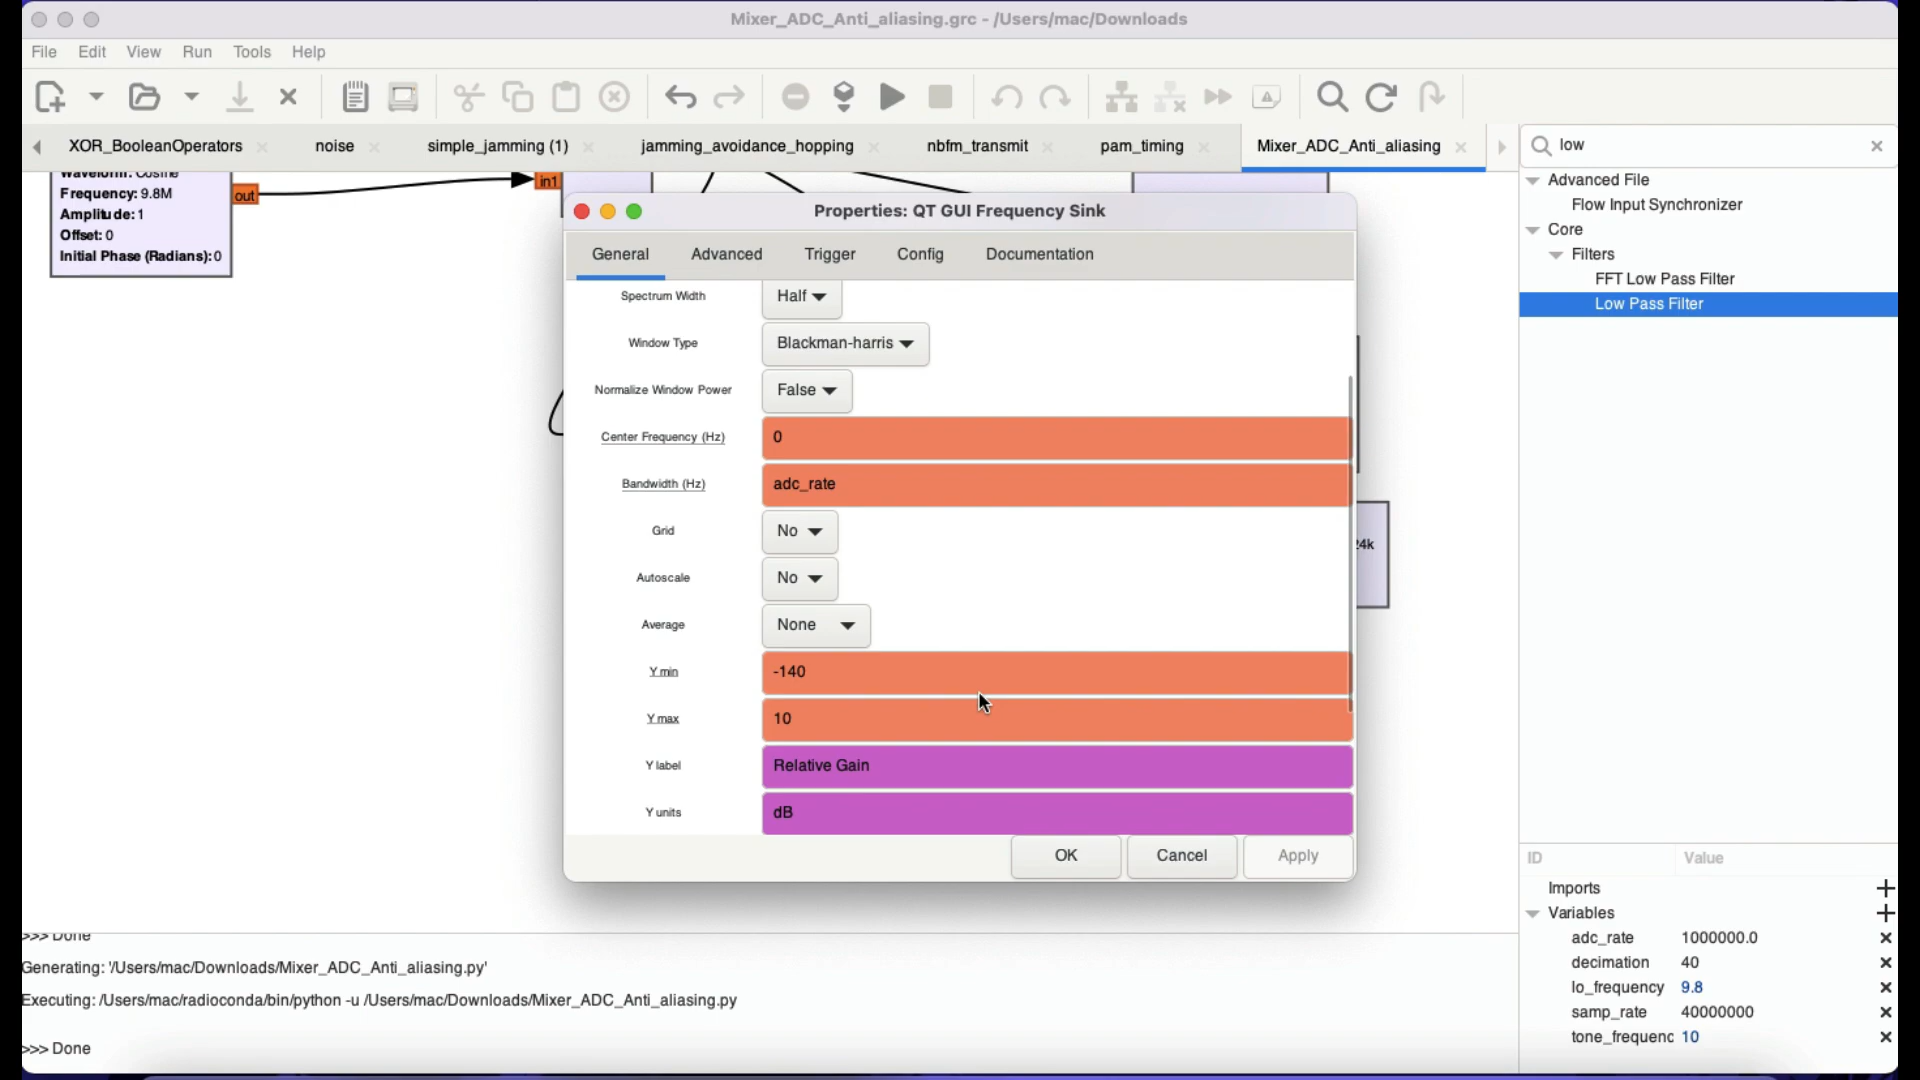 Mixer_ADC_Anti_aliasing.grc - /Users/mac/Downloads
File Edit View Run Tools Help
XOR_BooleanOperators noise simple_jamming (1) jamming_avoidance_hopping nbfm_transmit pam_timing Mixer_ADC_Anti_aliasing
low
Waveform: Cosine
Frequency: 9.8M
Amplitude: 1
Offset: 0
Initial Phase (Radians): 0
out
in1
Properties: QT GUI Frequency Sink
General Advanced Trigger Config Documentation
Spectrum Width Half
Window Type Blackman-harris
Normalize Window Power False
Center Frequency (Hz) 0
Bandwidth (Hz) adc_rate
Grid No
Autoscale No
Average None
Y min -140
Y max 10
Y label Relative Gain
Y units dB
OK Cancel Apply
24k
Advanced File
Flow Input Synchronizer
Core
Filters
FFT Low Pass Filter
Low Pass Filter
ID Value
Imports
Variables
adc_rate 1000000.0
decimation 40
lo_frequency 9.8
samp_rate 40000000
tone_frequenc 10
>>> Done
Generating: '/Users/mac/Downloads/Mixer_ADC_Anti_aliasing.py'
Executing: /Users/mac/radioconda/bin/python -u /Users/mac/Downloads/Mixer_ADC_Anti_aliasing.py
>>> Done